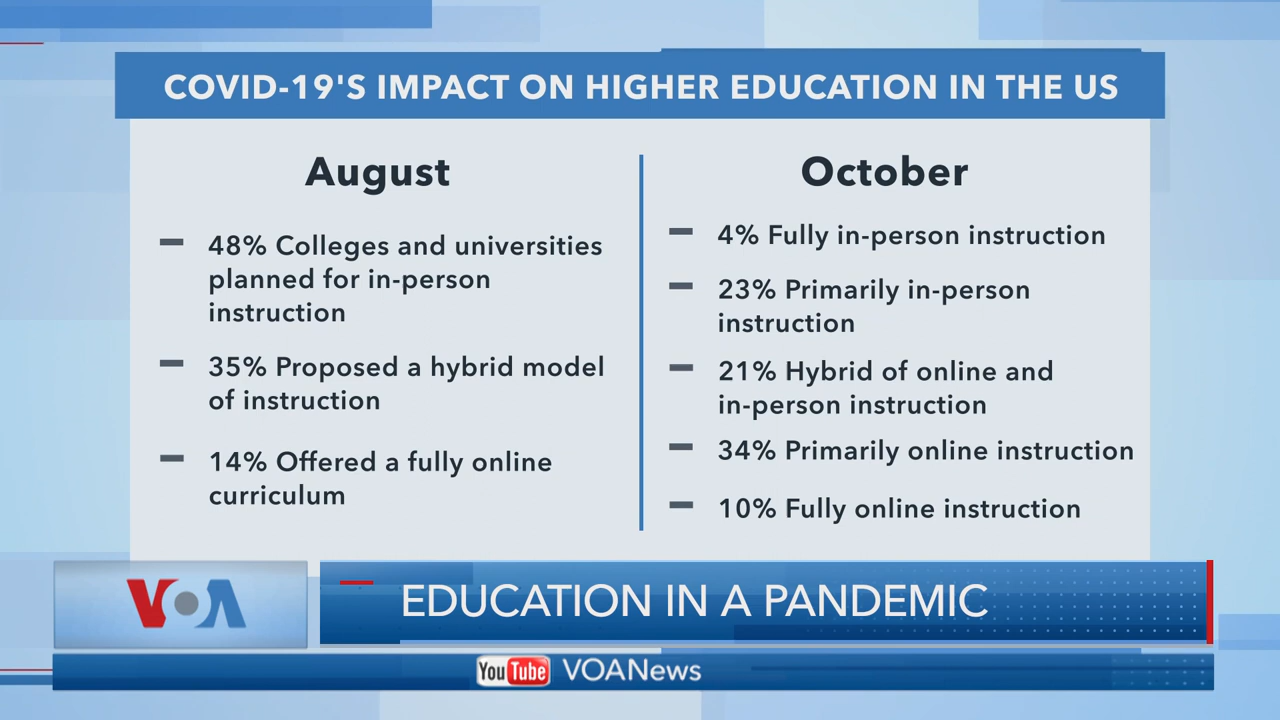 COVID-19'S IMPACT ON HIGHER EDUCATION IN THE US
August
48% Colleges and universities
planned for in-person
instruction
35% Proposed a hybrid model
of instruction
14% Offered a fully online
curriculum
October
4% Fully in-person instruction
23% Primarily in-person
instruction
21% Hybrid of online and
in-person instruction
34% Primarily online instruction
10% Fully online instruction
VOA
EDUCATION IN A PANDEMIC
YouTube VOANews